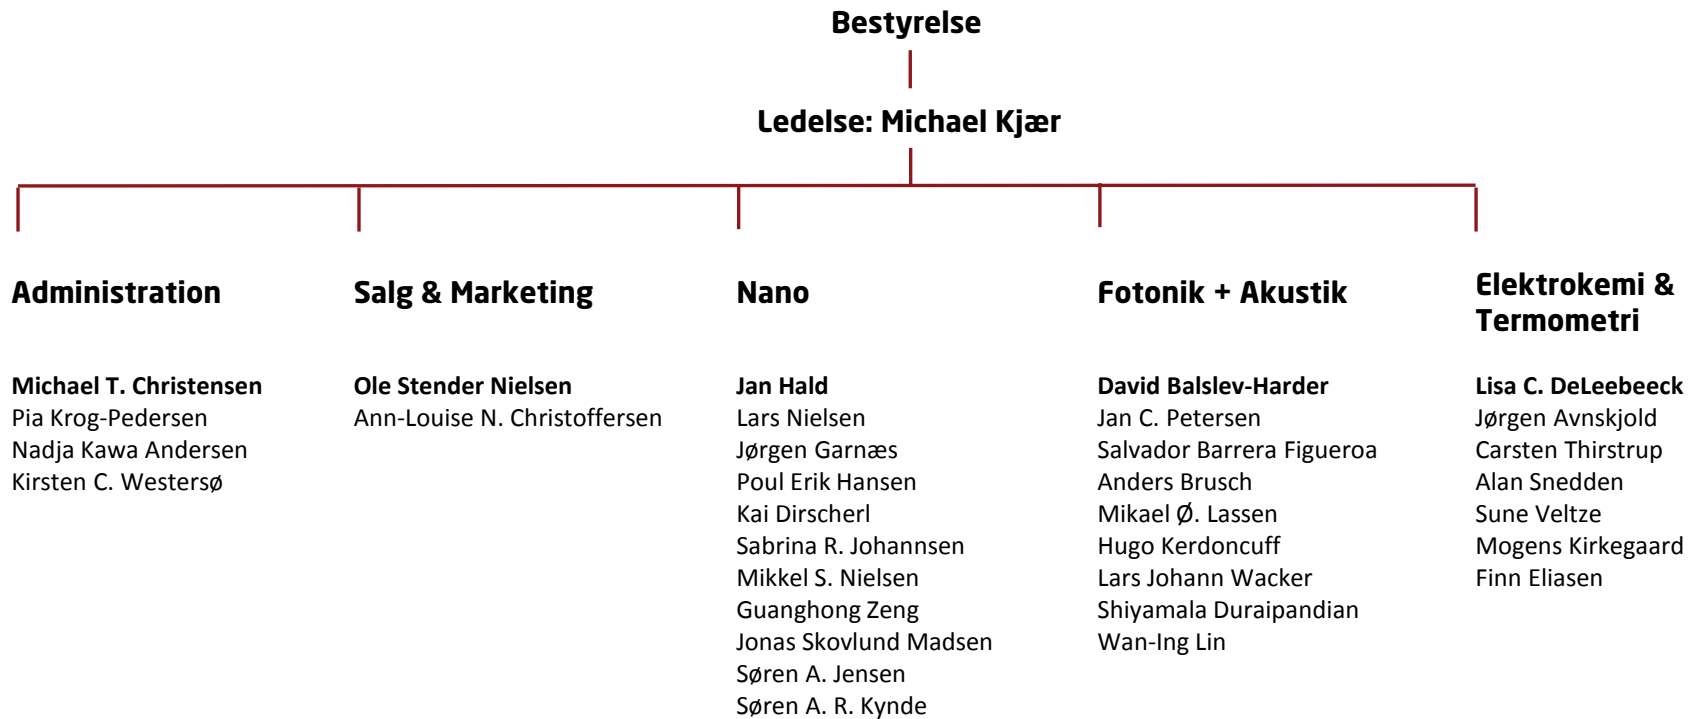 Bestyrelse
Ledelse: Michael Kjær
Administration
Michael T. Christensen
Pia Krog-Pedersen
Nadja Kawa Andersen
Kirsten C. Westersø
Salg & Marketing
Ole Stender Nielsen
Ann-Louise N. Christoffersen
Nano
Jan Hald
Lars Nielsen
Jørgen Garnæs
Poul Erik Hansen
Kai Dirscherl
Sabrina R. Johannsen
Mikkel S. Nielsen
Guanghong Zeng
Jonas Skovlund Madsen
Søren A. Jensen
Søren A. R. Kynde
Fotonik + Akustik
David Balslev-Harder
Jan C. Petersen
Salvador Barrera Figueroa
Anders Brusch
Mikael Ø. Lassen
Hugo Kerdoncuff
Lars Johann Wacker
Shiyamala Duraipandian
Wan-Ing Lin
Elektrokemi &
Termometri
Lisa C. DeLeebeeck
Jørgen Avnskjold
Carsten Thirstrup
Alan Snedden
Sune Veltze
Mogens Kirkegaard
Finn Eliasen